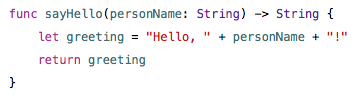 func sayHello(personName: String) -> String {
    let greeting = "Hello, " + personName + "!"
    return greeting
}